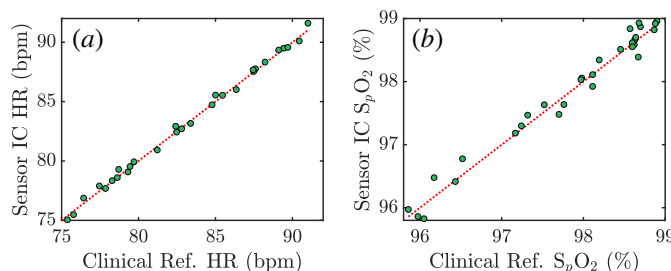 (a)
Sensor IC HR (bpm)
90
85
80
75
75 80 85 90
Clinical Ref. HR (bpm)
(b)
Sensor IC SpO2 (%)
99
98
97
96
96 97 98 99
Clinical Ref. SpO2 (%)